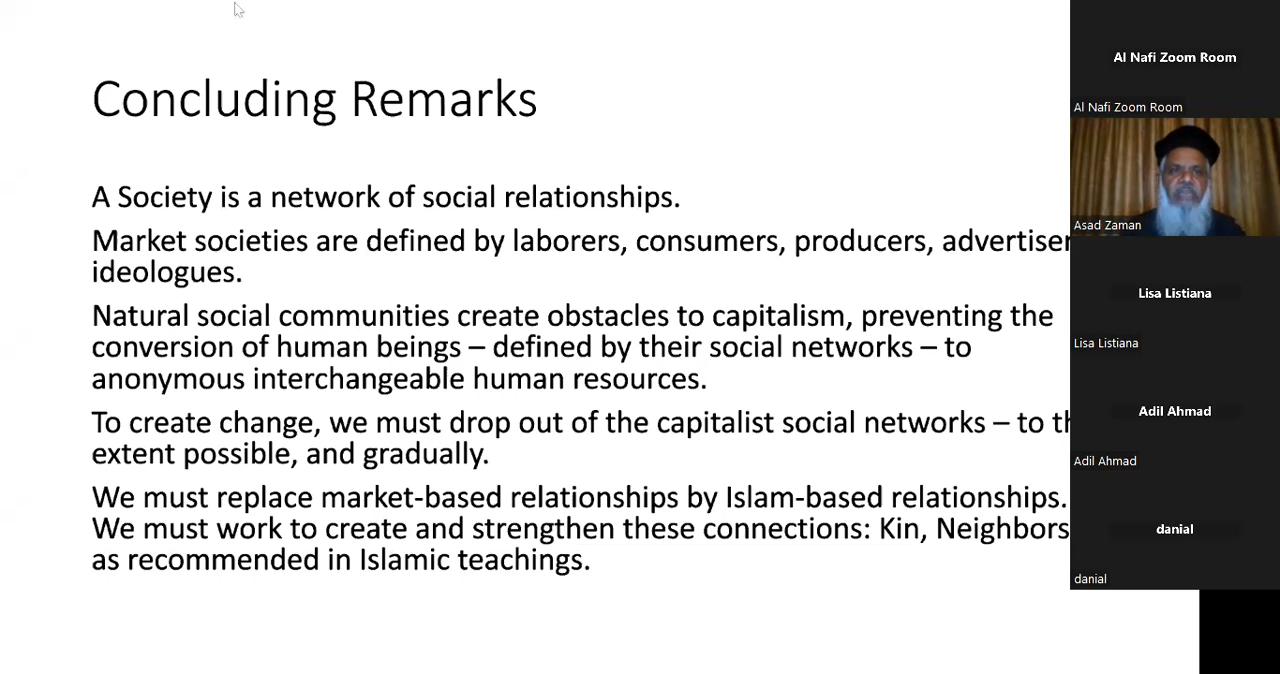 Concluding Remarks
A Society is a network of social relationships.
Market societies are defined by laborers, consumers, producers,
ideologues.
Natural social communities create obstacles to capitalism, preventing the
conversion of human beings – defined by their social networks – to
anonymous interchangeable human resources.
To create change, we must drop out of the capitalist social networks – to
extent possible, and gradually.
We must replace market-based relationships by Islam-based relationships.
We must work to create and strengthen these connections: Kin, Neighbors
as recommended in Islamic teachings.
Al Nafi Zoom Room
Al Nafi Zoom Room
Asad Zaman
Lisa Listiana
Lisa Listiana
Adil Ahmad
Adil Ahmad
danial
danial